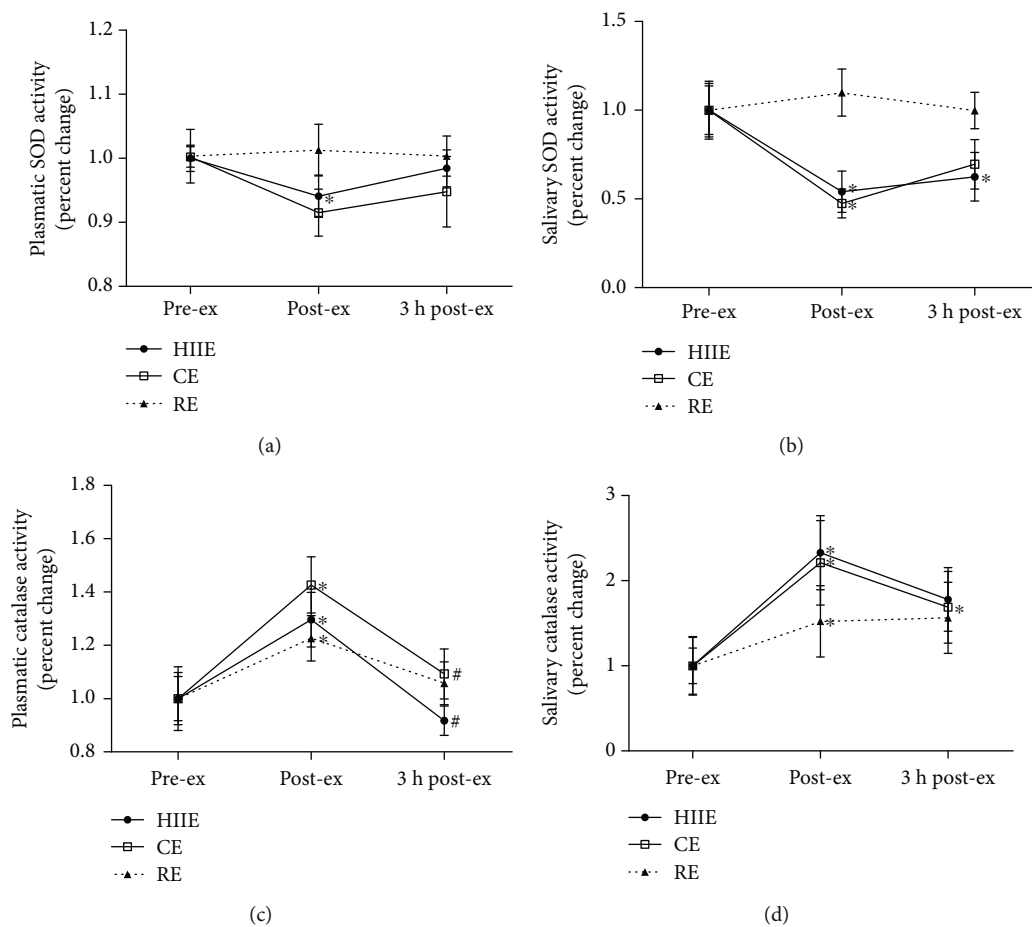 Plasmatic SOD activity
(percent change)
1.2
1.1
1.0
0.9
0.8
*
Pre-ex Post-ex 3 h post-ex
HIIE
CE
RE
(a)
Salivary SOD activity
(percent change)
1.5
1.0
0.5
0.0
*
*
*
Pre-ex Post-ex 3 h post-ex
HIIE
CE
RE
(b)
Plasmatic catalase activity
(percent change)
1.8
1.6
1.4
1.2
1.0
0.8
*
*
*
#
#
Pre-ex Post-ex 3 h post-ex
HIIE
CE
RE
(c)
Salivary catalase activity
(percent change)
3
2
1
0
*
*
*
*
Pre-ex Post-ex 3 h post-ex
HIIE
CE
RE
(d)